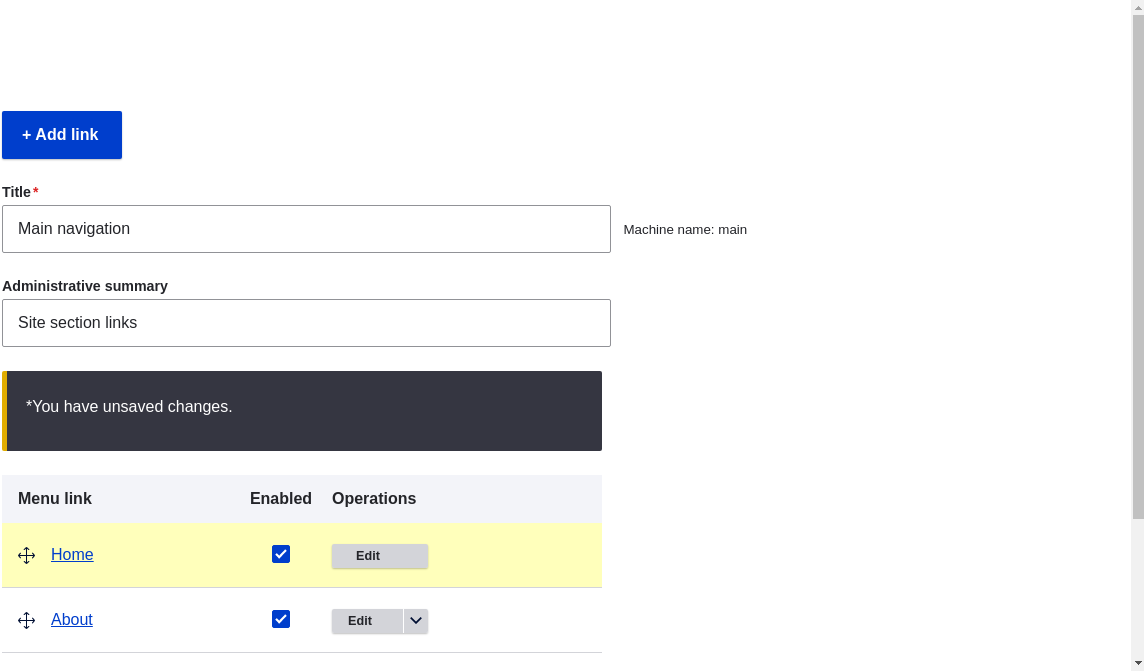 + Add link
Title*
Main navigation
Machine name: main
Administrative summary
Site section links
*You have unsaved changes.
Menu link Enabled Operations
Home Edit
About Edit